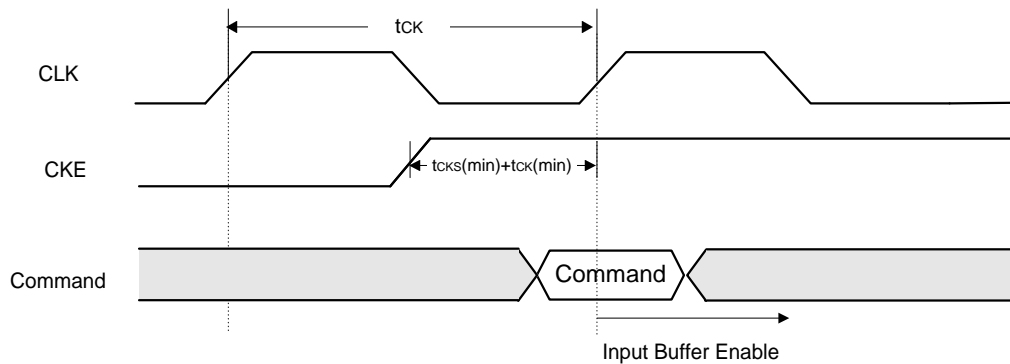 tCK
CLK
CKE
tCKS(min)+tCK(min)
Command
Command
Input Buffer Enable